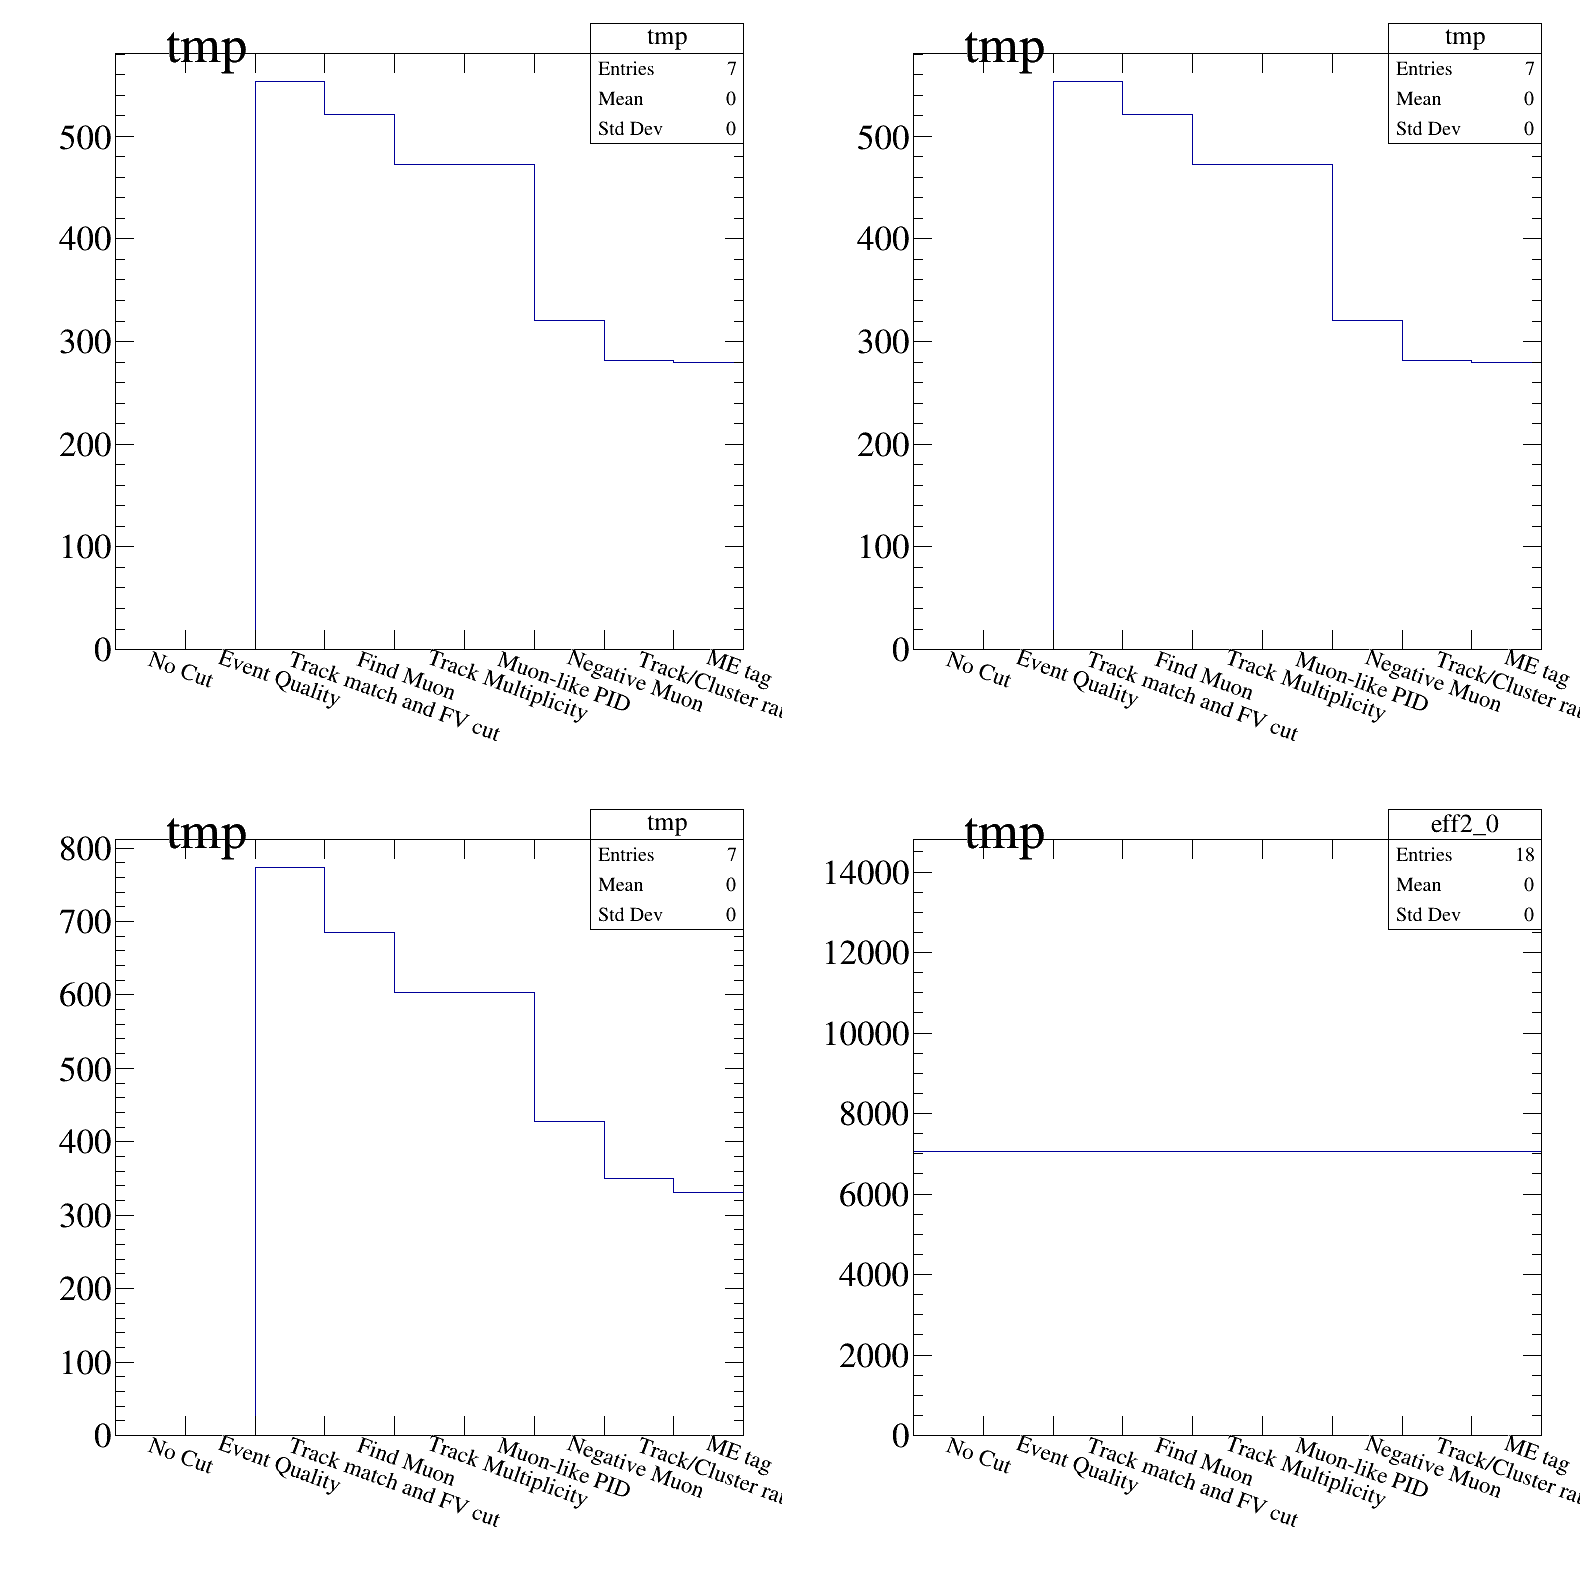 tmp
tmp
Entries 7
Mean 0
Std Dev 0
500
400
300
200
100
0
No Cut
Event Quality
Track match and FV cut
Find Muon
Track Multiplicity
Muon-like PID
Negative Muon
Track/Cluster
ME tag
tmp
tmp
Entries 7
Mean 0
Std Dev 0
500
400
300
200
100
0
No Cut
Event Quality
Track match and FV cut
Find Muon
Track Multiplicity
Muon-like PID
Negative Muon
Track/Cluster
ME tag
tmp
tmp
Entries 7
Mean 0
Std Dev 0
800
700
600
500
400
300
200
100
0
No Cut
Event Quality
Track match and FV cut
Find Muon
Track Multiplicity
Muon-like PID
Negative Muon
Track/Cluster
ME tag
tmp
eff2_0
Entries 18
Mean 0
Std Dev 0
14000
12000
10000
8000
6000
4000
2000
0
No Cut
Event Quality
Track match and FV cut
Find Muon
Track Multiplicity
Muon-like PID
Negative Muon
Track/Cluster
ME tag